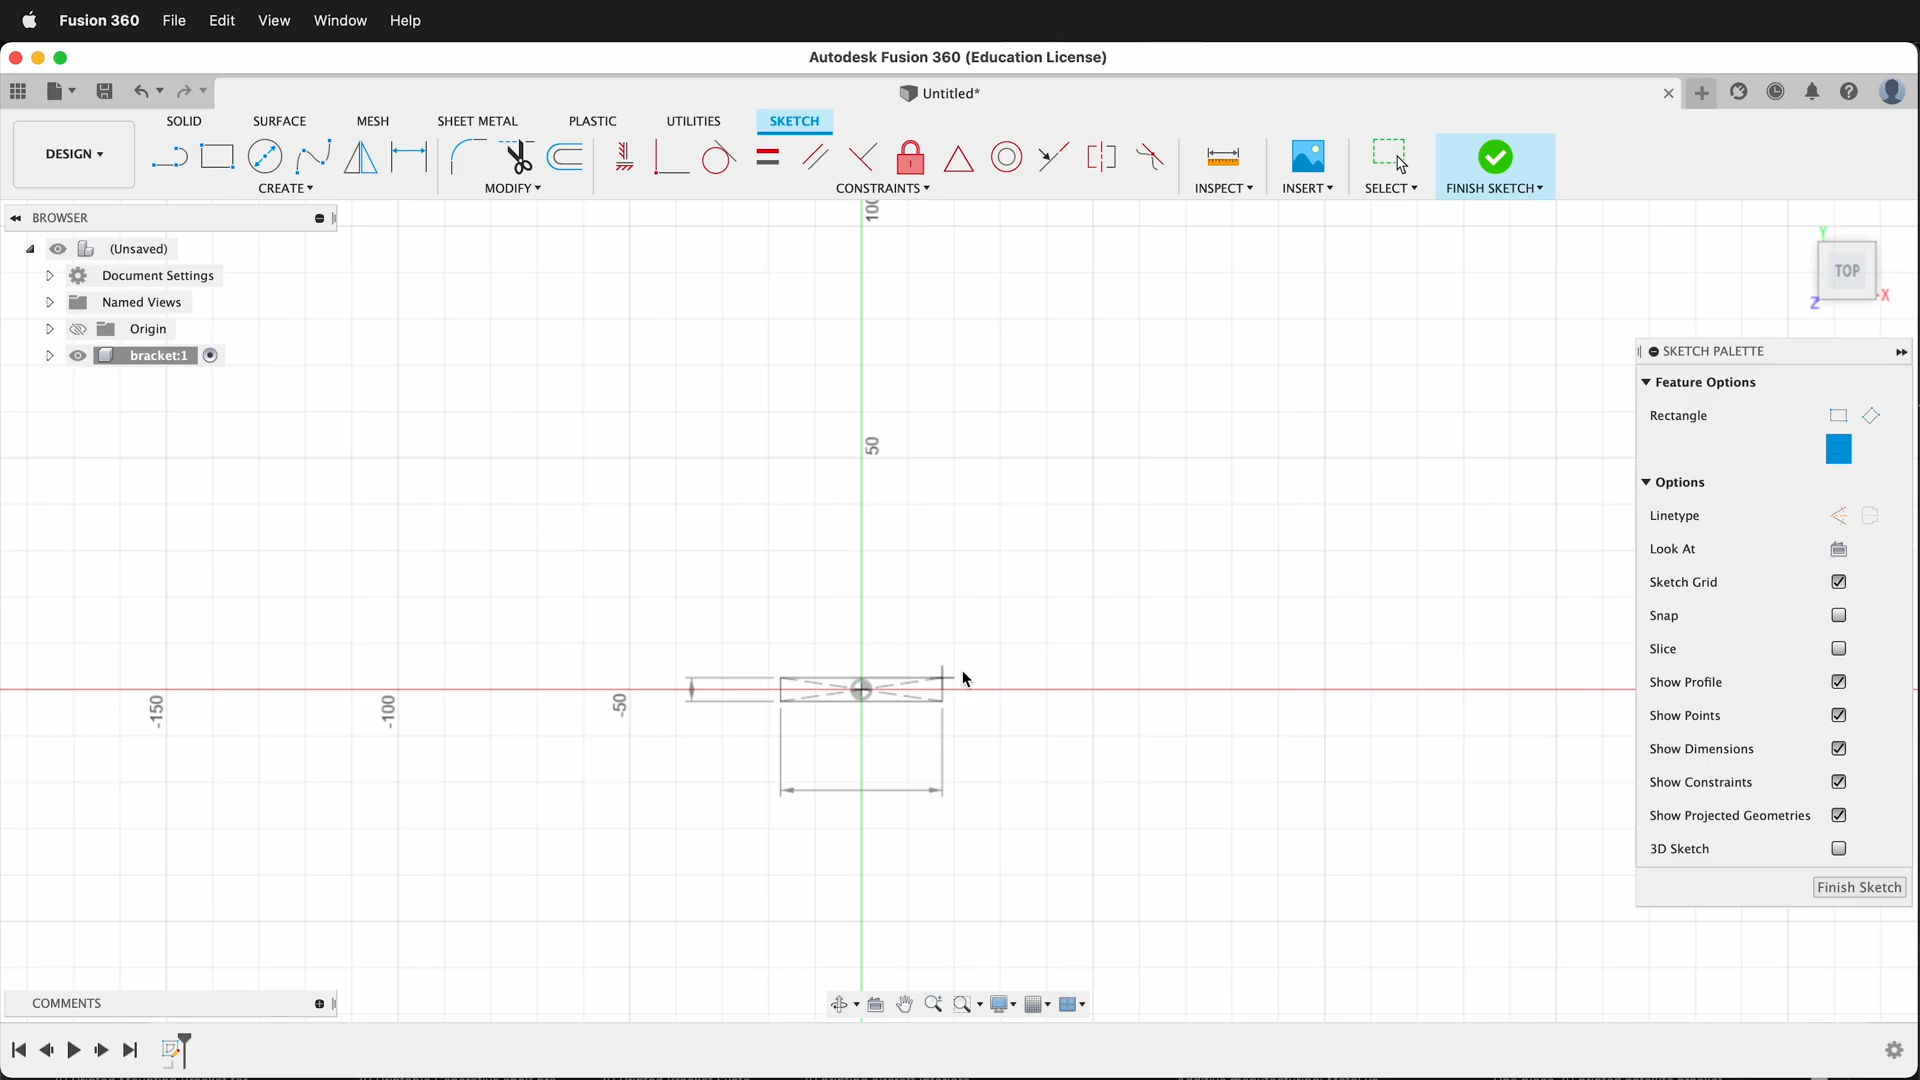 Fusion 360 File Edit View Window Help
Autodesk Fusion 360 (Education License)
Untitled*
SOLID SURFACE MESH SHEET METAL PLASTIC UTILITIES SKETCH
DESIGN
CREATE MODIFY CONSTRAINTS INSPECT INSERT SELECT FINISH SKETCH
BROWSER
(Unsaved)
Document Settings
Named Views
Origin
bracket:1
100
50
-150
-100
-50
Y
TOP
X
Z
SKETCH PALETTE
Feature Options
Rectangle
Options
Linetype
Look At
Sketch Grid
Snap
Slice
Show Profile
Show Points
Show Dimensions
Show Constraints
Show Projected Geometries
3D Sketch
Finish Sketch
COMMENTS